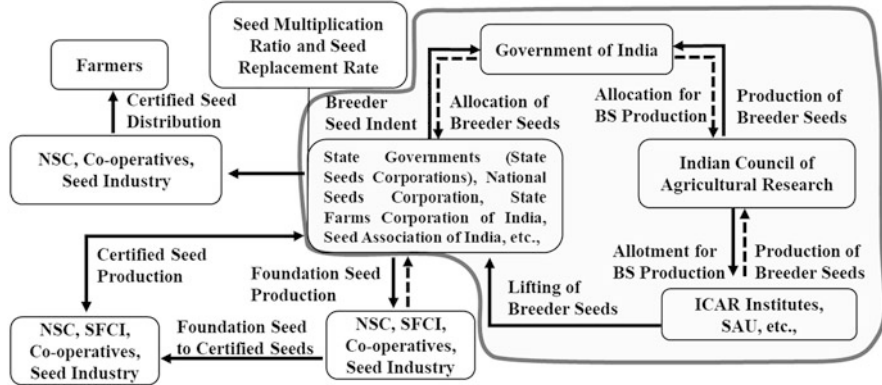 Seed Multiplication
Ratio and Seed
Replacement Rate
Government of India
Farmers
Certified Seed
Distribution
Breeder
Seed Indent
Allocation of
Breeder Seeds
Allocation for
BS Production
Production of
Breeder Seeds
NSC, Co-operatives,
Seed Industry
State Governments (State
Seeds Corporations), National
Seeds Corporation, State
Farms Corporation of India,
Seed Association of India, etc.,
Indian Council of
Agricultural Research
Certified Seed
Production
Foundation Seed
Production
Lifting of
Breeder Seeds
Allotment for
BS Production
Production of
Breeder Seeds
NSC, SFCI,
Co-operatives,
Seed Industry
Foundation Seed
to Certified Seeds
NSC, SFCI,
Co-operatives,
Seed Industry
ICAR Institutes,
SAU, etc.,